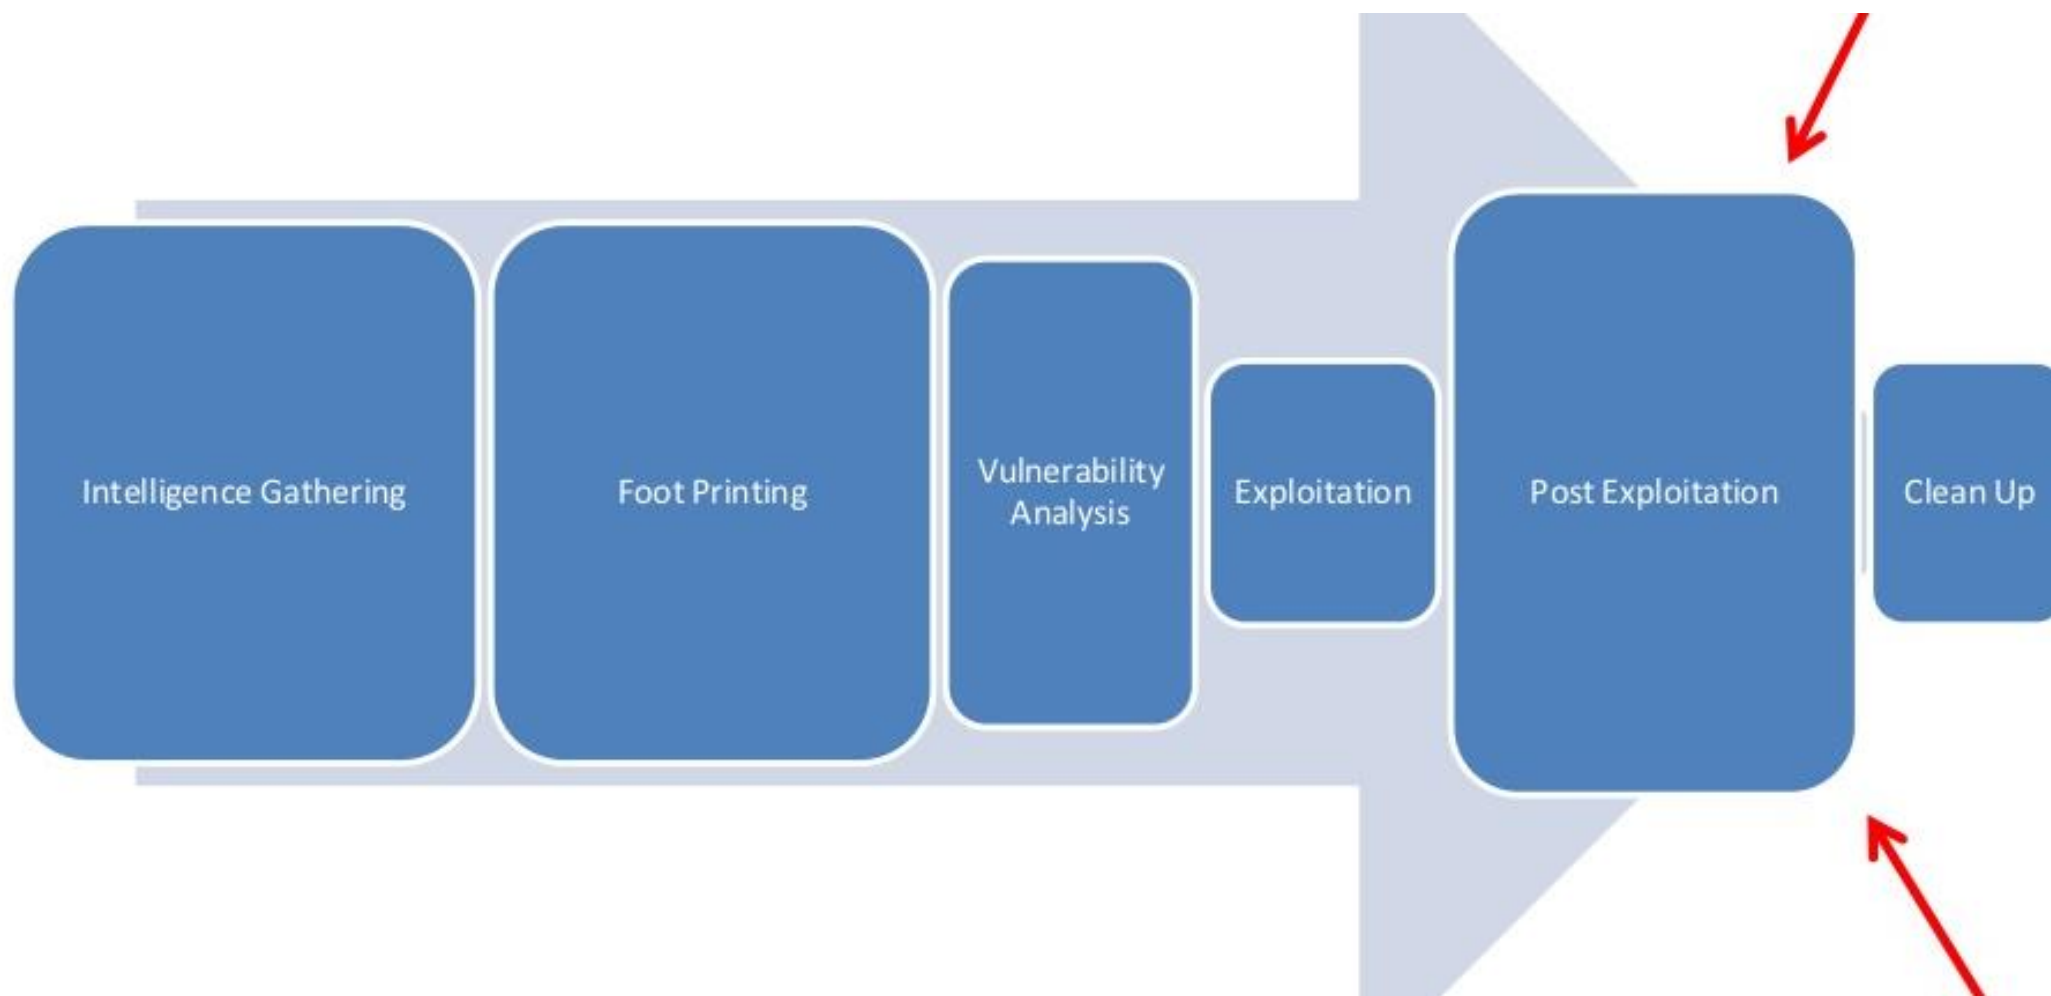 Intelligence Gathering
Foot Printing
Vulnerability
Analysis
Exploitation
Post Exploitation
Clean Up